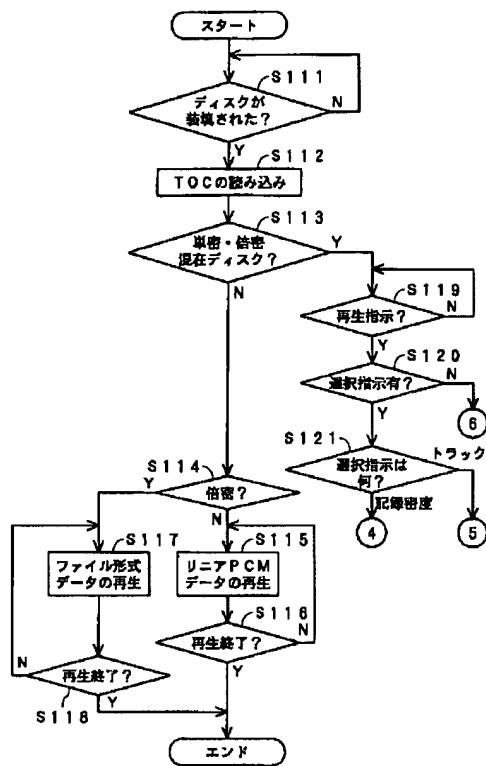 スタート
S111
ディスクが
装填された?
N
Y
S112
TOCの読み込み
S113
単密・倍密
混在ディスク?
Y
N
S119
再生指示?
N
Y
S120
選択指示有?
N
Y
6
S121
選択指示は
何?
トラック
記録密度
4
5
S114
倍密?
Y
N
S117
ファイル形式
データの再生
S115
リニアPCM
データの再生
S116
再生終了?
N
Y
再生終了?
N
Y
S118
エンド